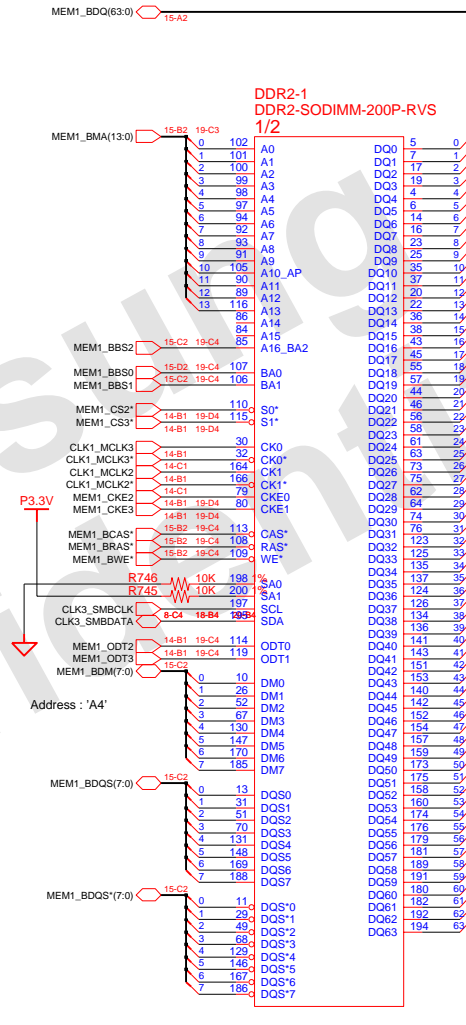 MEM1_BDQ(63:0)
15-A2
DDR2-1
DDR2-SODIMM-200P-RVS
1/2
MEM1_BMA(13:0) 15-B2 19-C3
0 102 A0
1 101 A1
2 100 A2
3 99 A3
4 98 A4
5 97 A5
6 94 A6
7 92 A7
8 93 A8
9 91 A9
10 105 A10_AP
11 90 A11
12 89 A12
13 116 A13
86 A14
84 A15
MEM1_BBS2 15-C2 19-C4 85 A16_BA2
MEM1_BBS0 15-D2 19-C4 107 BA0
MEM1_BBS1 15-C2 19-C4 106 BA1
MEM1_CS2* 110 S0*
14-B1 19-D4
MEM1_CS3* 115 S1*
14-B1 19-D4
CLK1_MCLK3 30 CK0
14-B1
CLK1_MCLK3* 32 CK0*
14-C1
CLK1_MCLK2 164 CK1
14-B1
CLK1_MCLK2* 166 CK1*
14-C1
MEM1_CKE2 79 CKE0
14-B1 19-D4
MEM1_CKE3 80 CKE1
14-B1 19-D4
P3.3V
MEM1_BCAS* 15-B2 19-C4 113 CAS*
MEM1_BRAS* 15-B2 19-C4 108 RAS*
MEM1_BWE* 15-B2 19-C4 109 WE*
R746 10K 198 SA0
R745 10K 200 SA1
CLK3_SMBCLK 197 SCL
CLK3_SMBDATA 8-C4 18-B4 SDA
MEM1_ODT2 14-B1 19-C4 114 ODT0
MEM1_ODT3 14-B1 19-C4 119 ODT1
MEM1_BDM(7:0) 15-C2
0 10 DM0
1 26 DM1
2 52 DM2
3 67 DM3
4 130 DM4
5 147 DM5
6 170 DM6
7 185 DM7
Address : 'A4'
MEM1_BDQS(7:0) 15-C2
0 13 DQS0
1 31 DQS1
2 51 DQS2
3 70 DQS3
4 131 DQS4
5 148 DQS5
6 169 DQS6
7 188 DQS7
MEM1_BDQS*(7:0) 15-C2
0 11 DQS*0
1 29 DQS*1
2 49 DQS*2
3 68 DQS*3
4 129 DQS*4
5 146 DQS*5
6 167 DQS*6
7 186 DQS*7
DQ0 5 0
DQ1 7 1
DQ2 17 2
DQ3 19 3
DQ4 4 4
DQ5 6 5
DQ6 14 6
DQ7 16 7
DQ8 23 8
DQ9 25 9
DQ10 35 10
DQ11 37 11
DQ12 20 12
DQ13 22 13
DQ14 36 14
DQ15 38 15
DQ16 43 16
DQ17 45 17
DQ18 55 18
DQ19 57 19
DQ20 44 20
DQ21 46 21
DQ22 56 22
DQ23 58 23
DQ24 61 24
DQ25 63 25
DQ26 73 26
DQ27 75 27
DQ28 62 28
DQ29 64 29
DQ30 74 30
DQ31 76 31
DQ32 123 32
DQ33 125 33
DQ34 135 34
DQ35 137 35
DQ36 124 36
DQ37 126 37
DQ38 134 38
DQ39 136 39
DQ40 141 40
DQ41 143 41
DQ42 151 42
DQ43 153 43
DQ44 140 44
DQ45 142 45
DQ46 152 46
DQ47 154 47
DQ48 157 48
DQ49 159 49
DQ50 173 50
DQ51 175 51
DQ52 158 52
DQ53 160 53
DQ54 174 54
DQ55 176 55
DQ56 179 56
DQ57 181 57
DQ58 189 58
DQ59 191 59
DQ60 180 60
DQ61 182 61
DQ62 192 62
DQ63 194 63